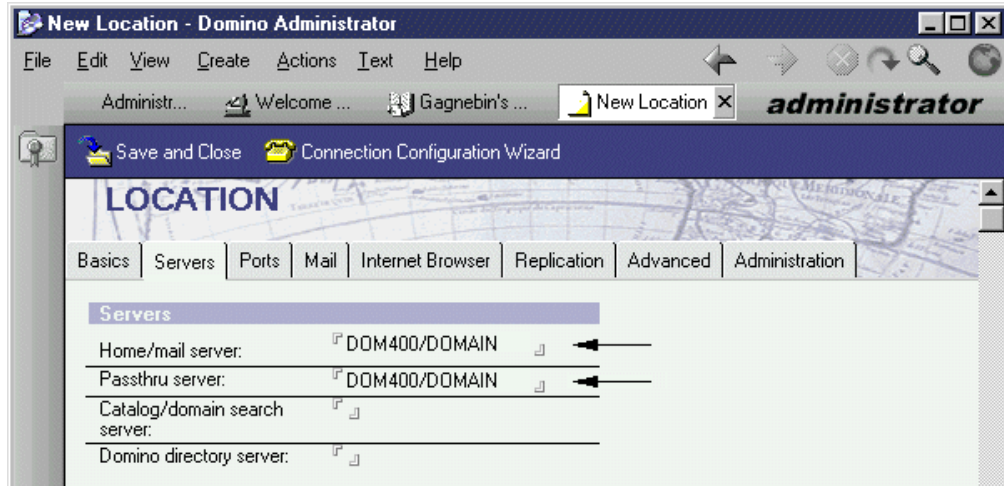 New Location - Domino Administrator
File Edit View Create Actions Text Help
Administr... Welcome ... Gagnebin's ... New Location administrator
Save and Close Connection Configuration Wizard
LOCATION
Basics Servers Ports Mail Internet Browser Replication Advanced Administration
Servers
Home/mail server: DOM400/DOMAIN
Passthru server: DOM400/DOMAIN
Catalog/domain search
server:
Domino directory server: